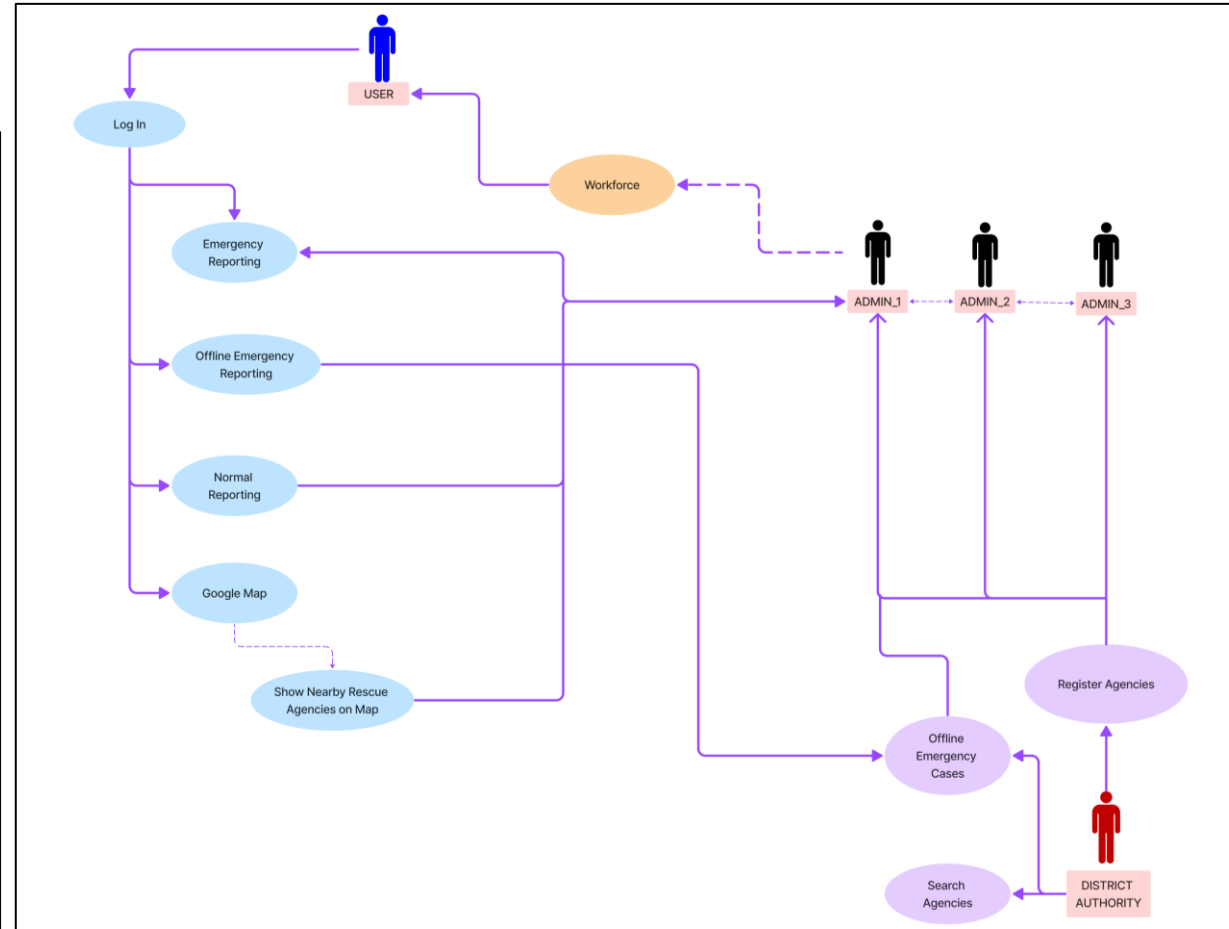 USER
Log In
Workforce
Emergency
Reporting
ADMIN_1
ADMIN_2
ADMIN_3
Offline Emergency
Reporting
Normal
Reporting
Google Map
Show Nearby Rescue
Agencies on Map
Register Agencies
Offline
Emergency
Cases
Search
Agencies
DISTRICT
AUTHORITY